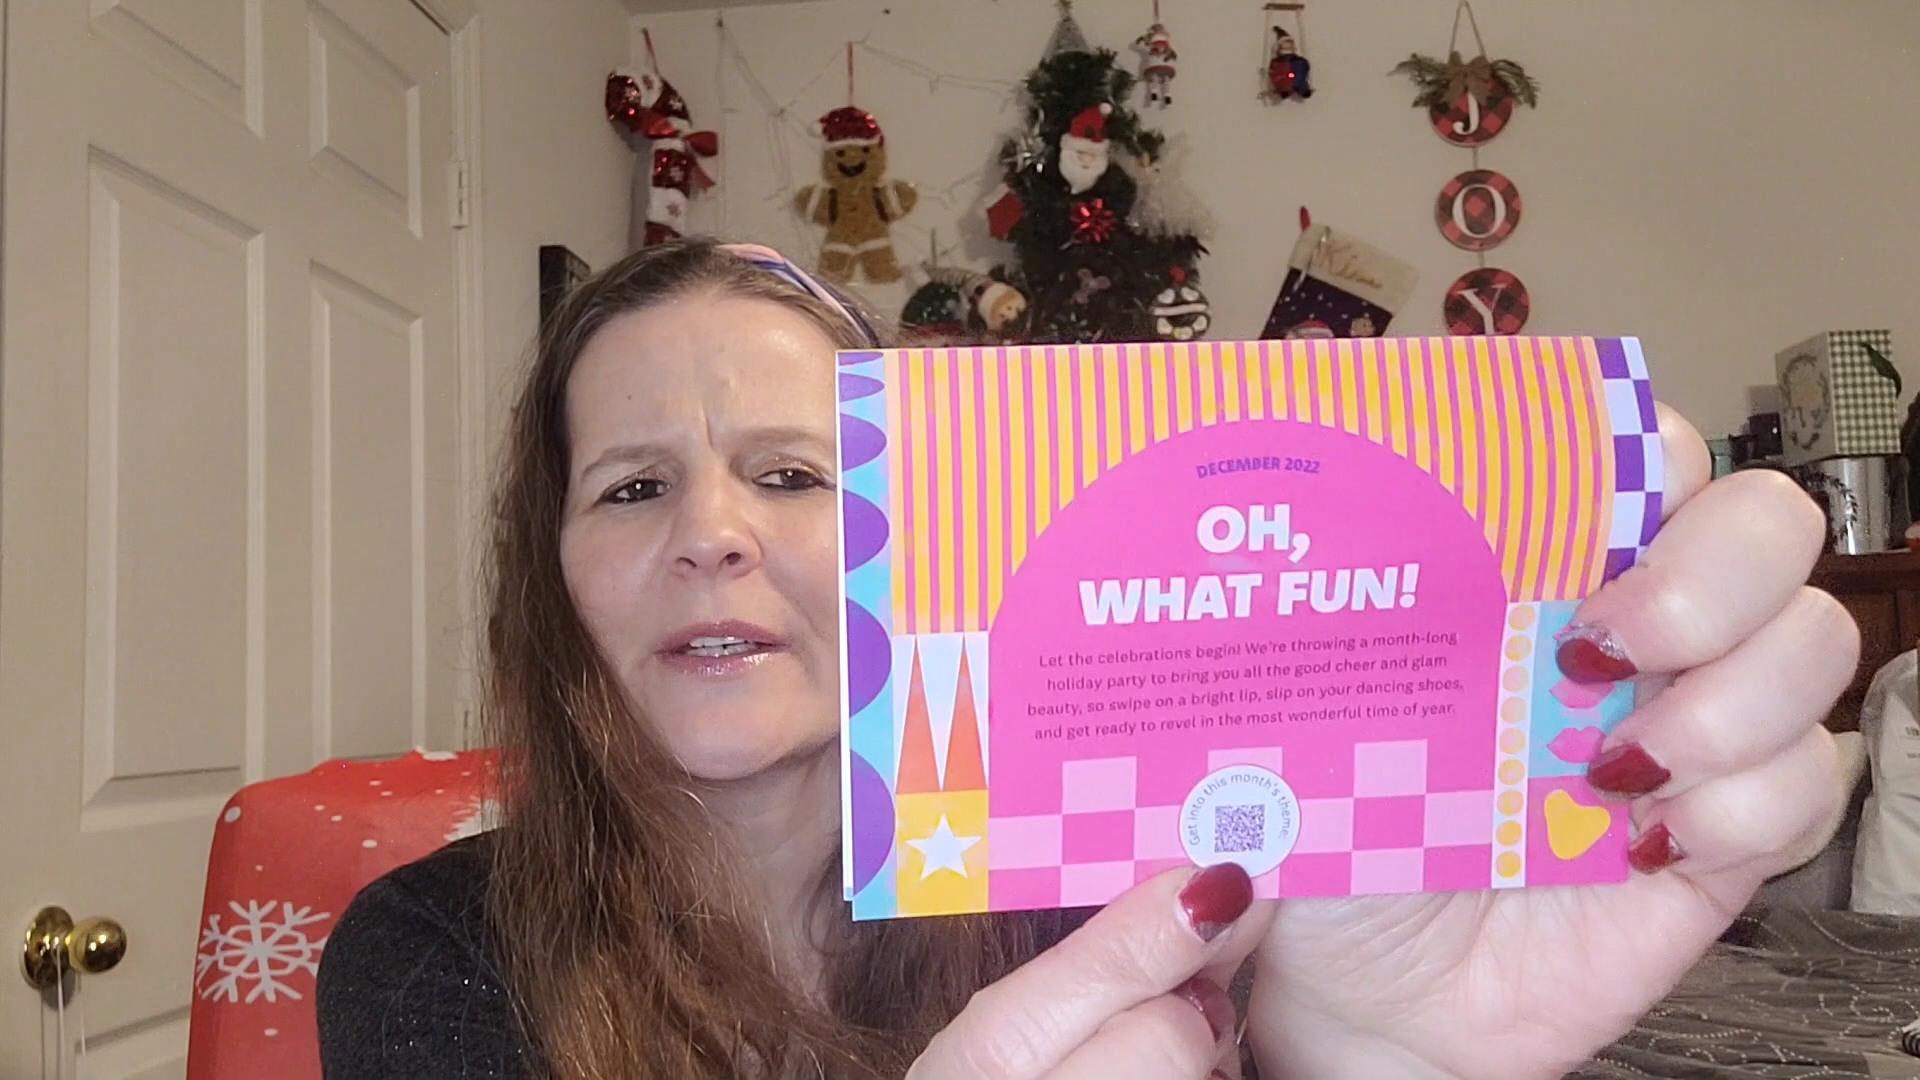 J
O
Y
DECEMBER 2022
OH,
WHAT FUN!
Let the celebrations begin! We're throwing a month-long
holiday party to bring you all the good cheer and glam
beauty, so swipe on a bright lip, slip on your dancing shoes,
and get ready to revel in the most wonderful time of year.
Get into this month's theme: